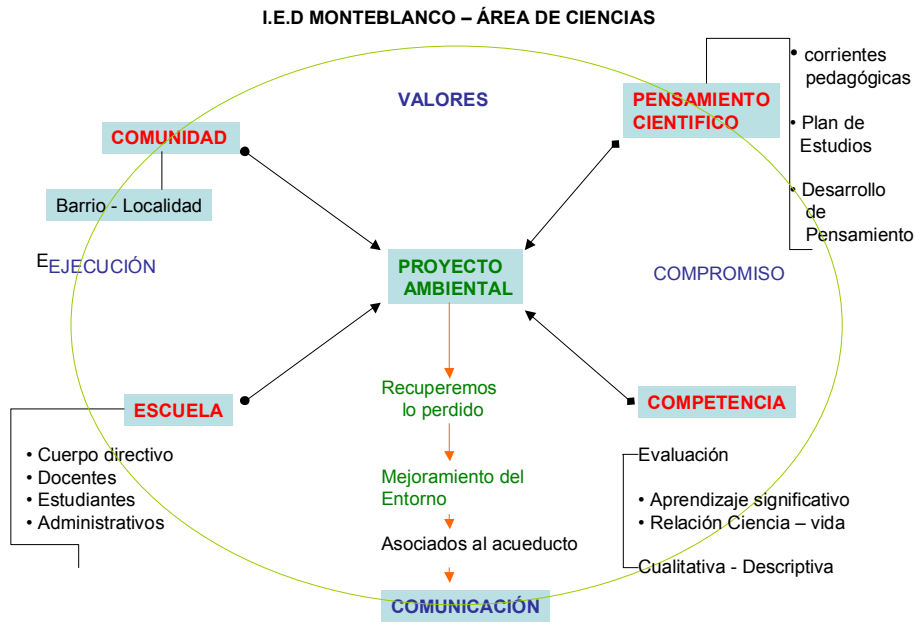 I.E.D MONTEBLANCO – ÁREA DE CIENCIAS
VALORES
PENSAMIENTO
CIENTIFICO
• corrientes
pedagógicas
• Plan de
Estudios
• Desarrollo
de
Pensamiento
COMUNIDAD
Barrio - Localidad
EEJECUCIÓN
PROYECTO
AMBIENTAL
COMPROMISO
Recuperemos
lo perdido
ESCUELA
• Cuerpo directivo
• Docentes
• Estudiantes
• Administrativos
COMPETENCIA
Evaluación
• Aprendizaje significativo
• Relación Ciencia – vida
Cualitativa - Descriptiva
Mejoramiento del
Entorno
Asociados al acueducto
COMUNICACIÓN